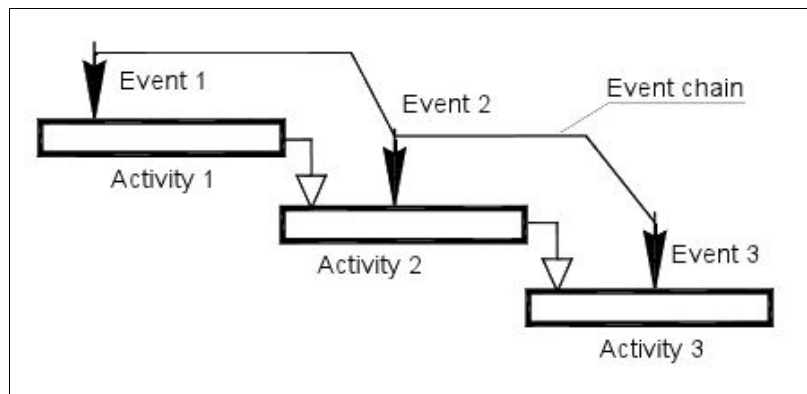 Event 1
Event 2
Event chain
Activity 1
Activity 2
Event 3
Activity 3